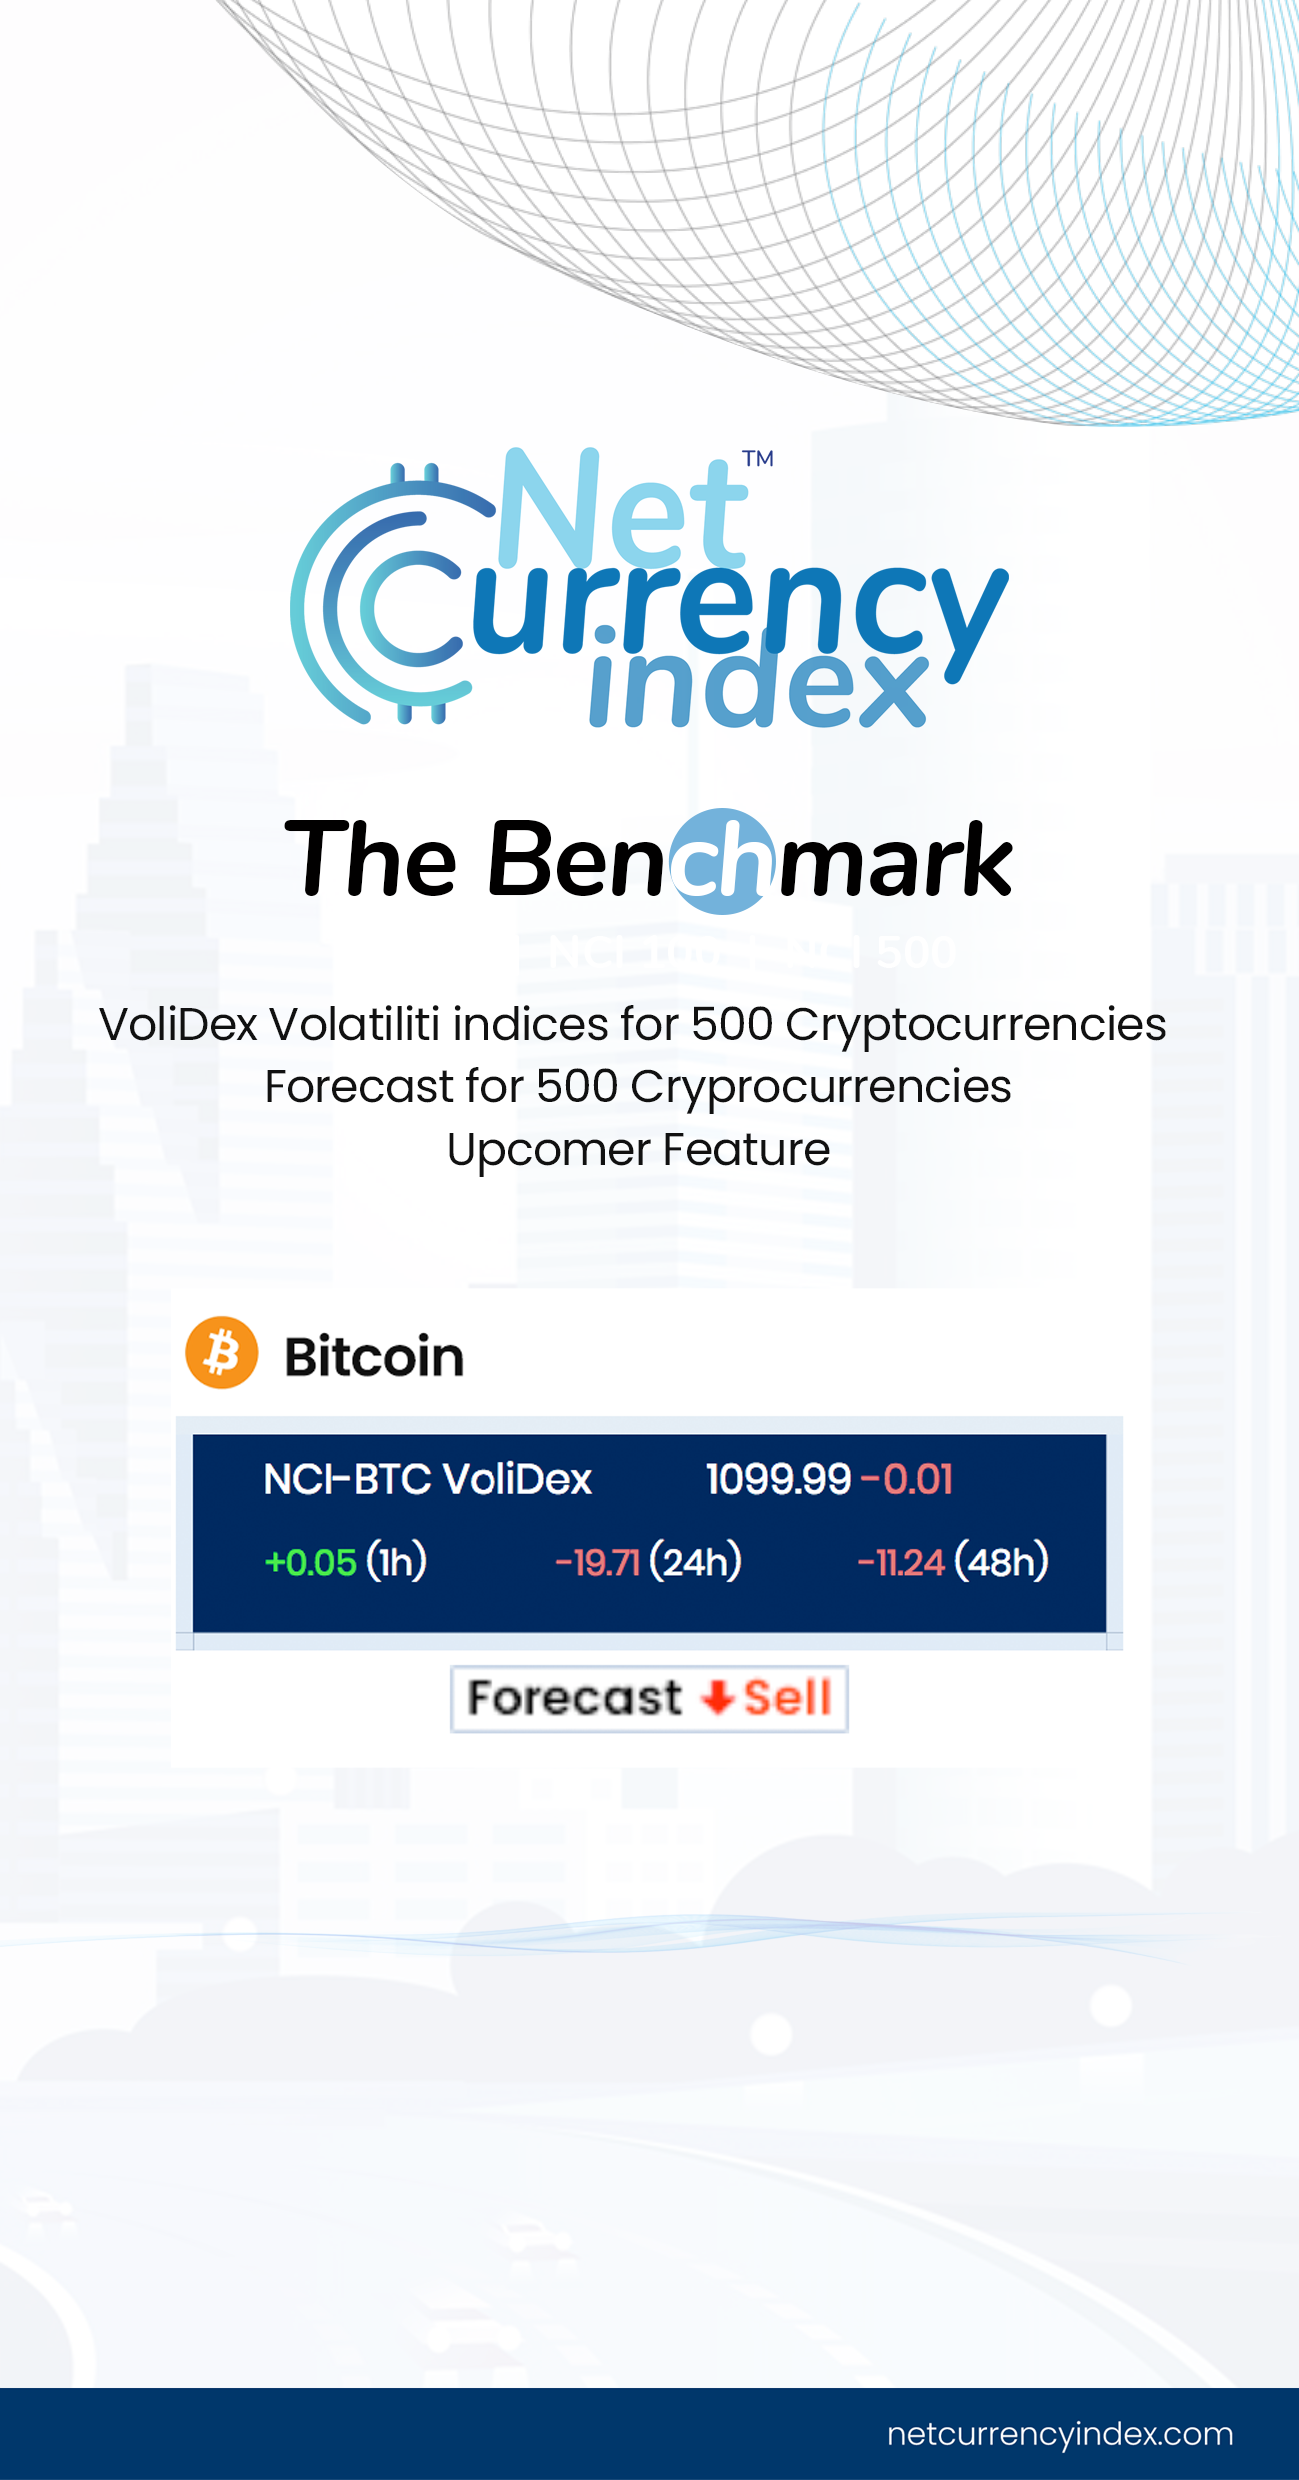 Net™
Currency
index
The Benchmark
500
VoliDex Volatiliti indices for 500 Cryptocurrencies
Forecast for 500 Cryprocurrencies
Upcomer Feature
Bitcoin
NCI-BTC VoliDex 1099.99 -0.01
+0.05 (1h) -19.71 (24h) -11.24 (48h)
Forecast Sell
netcurrencyindex.com